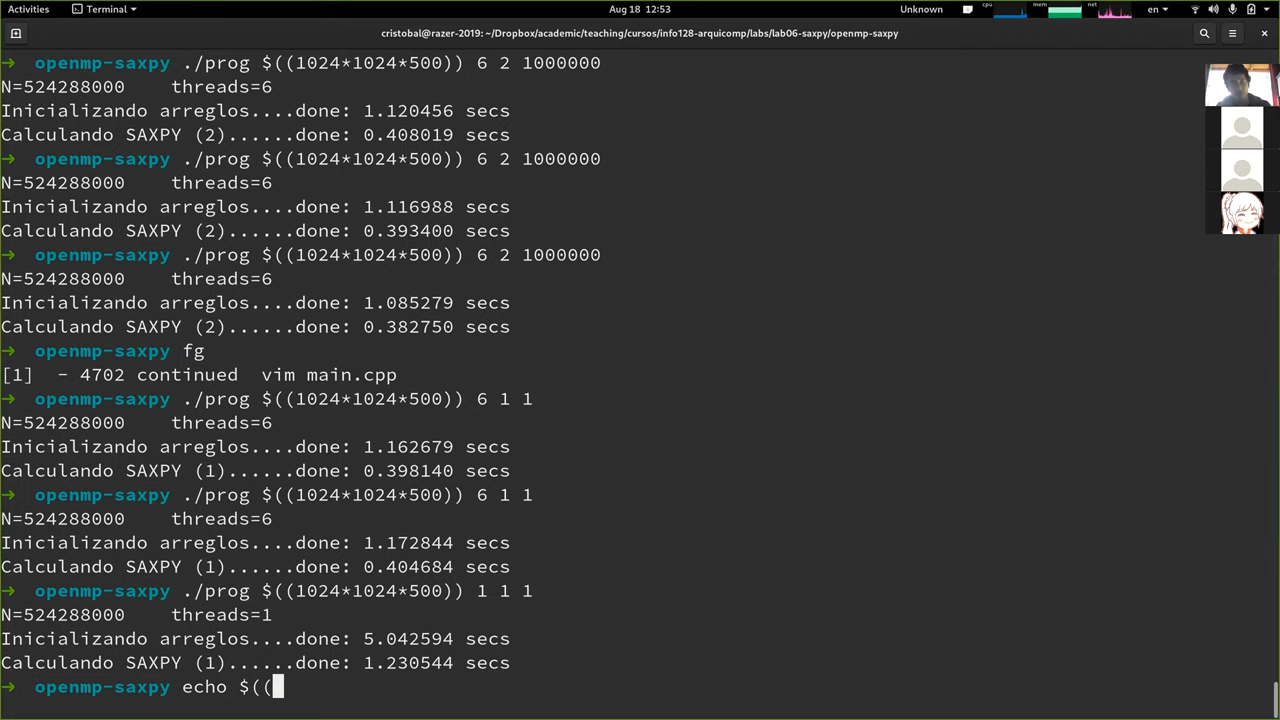 Activities Terminal Aug 18 12:53 Unknown cpu mem net en
cristobal@razer-2019: ~/Dropbox/academic/teaching/cursos/info128-arquicomp/labs/lab06-saxpy/openmp-saxpy
→ openmp-saxpy ./prog $((1024*1024*500)) 6 2 1000000
N=524288000 threads=6
Inicializando arreglos....done: 1.120456 secs
Calculando SAXPY (2)......done: 0.408019 secs
→ openmp-saxpy ./prog $((1024*1024*500)) 6 2 1000000
N=524288000 threads=6
Inicializando arreglos....done: 1.116988 secs
Calculando SAXPY (2)......done: 0.393400 secs
→ openmp-saxpy ./prog $((1024*1024*500)) 6 2 1000000
N=524288000 threads=6
Inicializando arreglos....done: 1.085279 secs
Calculando SAXPY (2)......done: 0.382750 secs
→ openmp-saxpy fg
[1] - 4702 continued vim main.cpp
→ openmp-saxpy ./prog $((1024*1024*500)) 6 1 1
N=524288000 threads=6
Inicializando arreglos....done: 1.162679 secs
Calculando SAXPY (1)......done: 0.398140 secs
→ openmp-saxpy ./prog $((1024*1024*500)) 6 1 1
N=524288000 threads=6
Inicializando arreglos....done: 1.172844 secs
Calculando SAXPY (1)......done: 0.404684 secs
→ openmp-saxpy ./prog $((1024*1024*500)) 1 1 1
N=524288000 threads=1
Inicializando arreglos....done: 5.042594 secs
Calculando SAXPY (1)......done: 1.230544 secs
→ openmp-saxpy echo $((